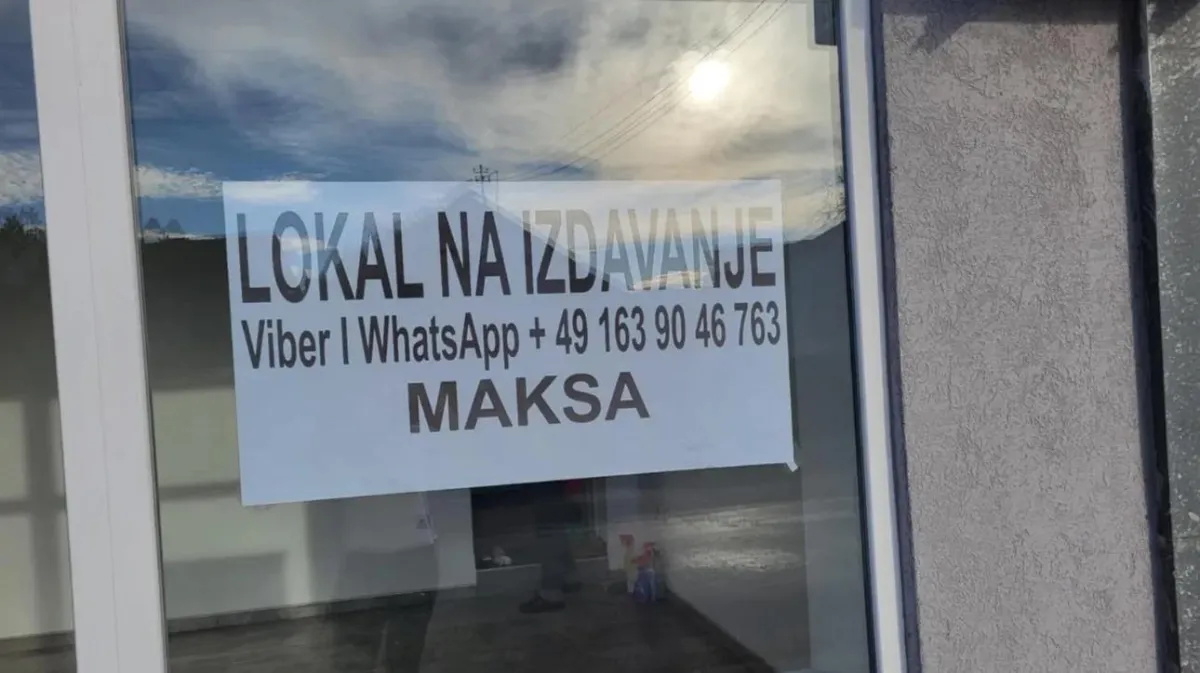 LOKAL NA IZDAVANJE
Viber I WhatsApp + 49 163 90 46 763
MAKSA